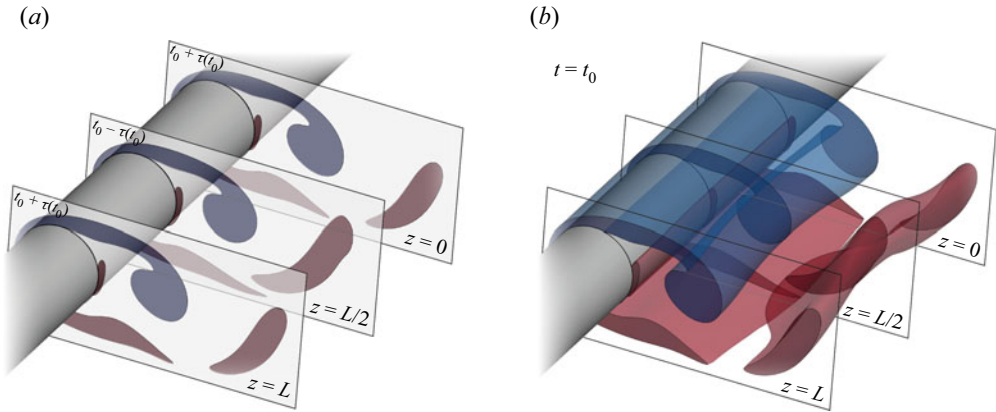 (a)
t₀ + τ(t₀)
t₀ − τ(t₀)
t₀ + τ(t₀)
z = 0
z = L/2
z = L
(b)
t = t₀
z = 0
z = L/2
z = L